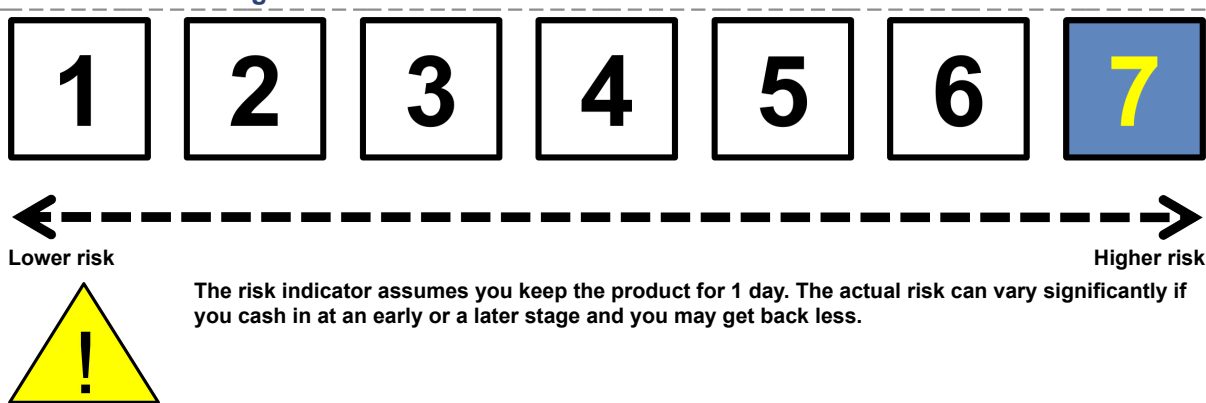 1 2 3 4 5 6 7
Lower risk Higher risk
The risk indicator assumes you keep the product for 1 day. The actual risk can vary significantly if
you cash in at an early or a later stage and you may get back less.
!